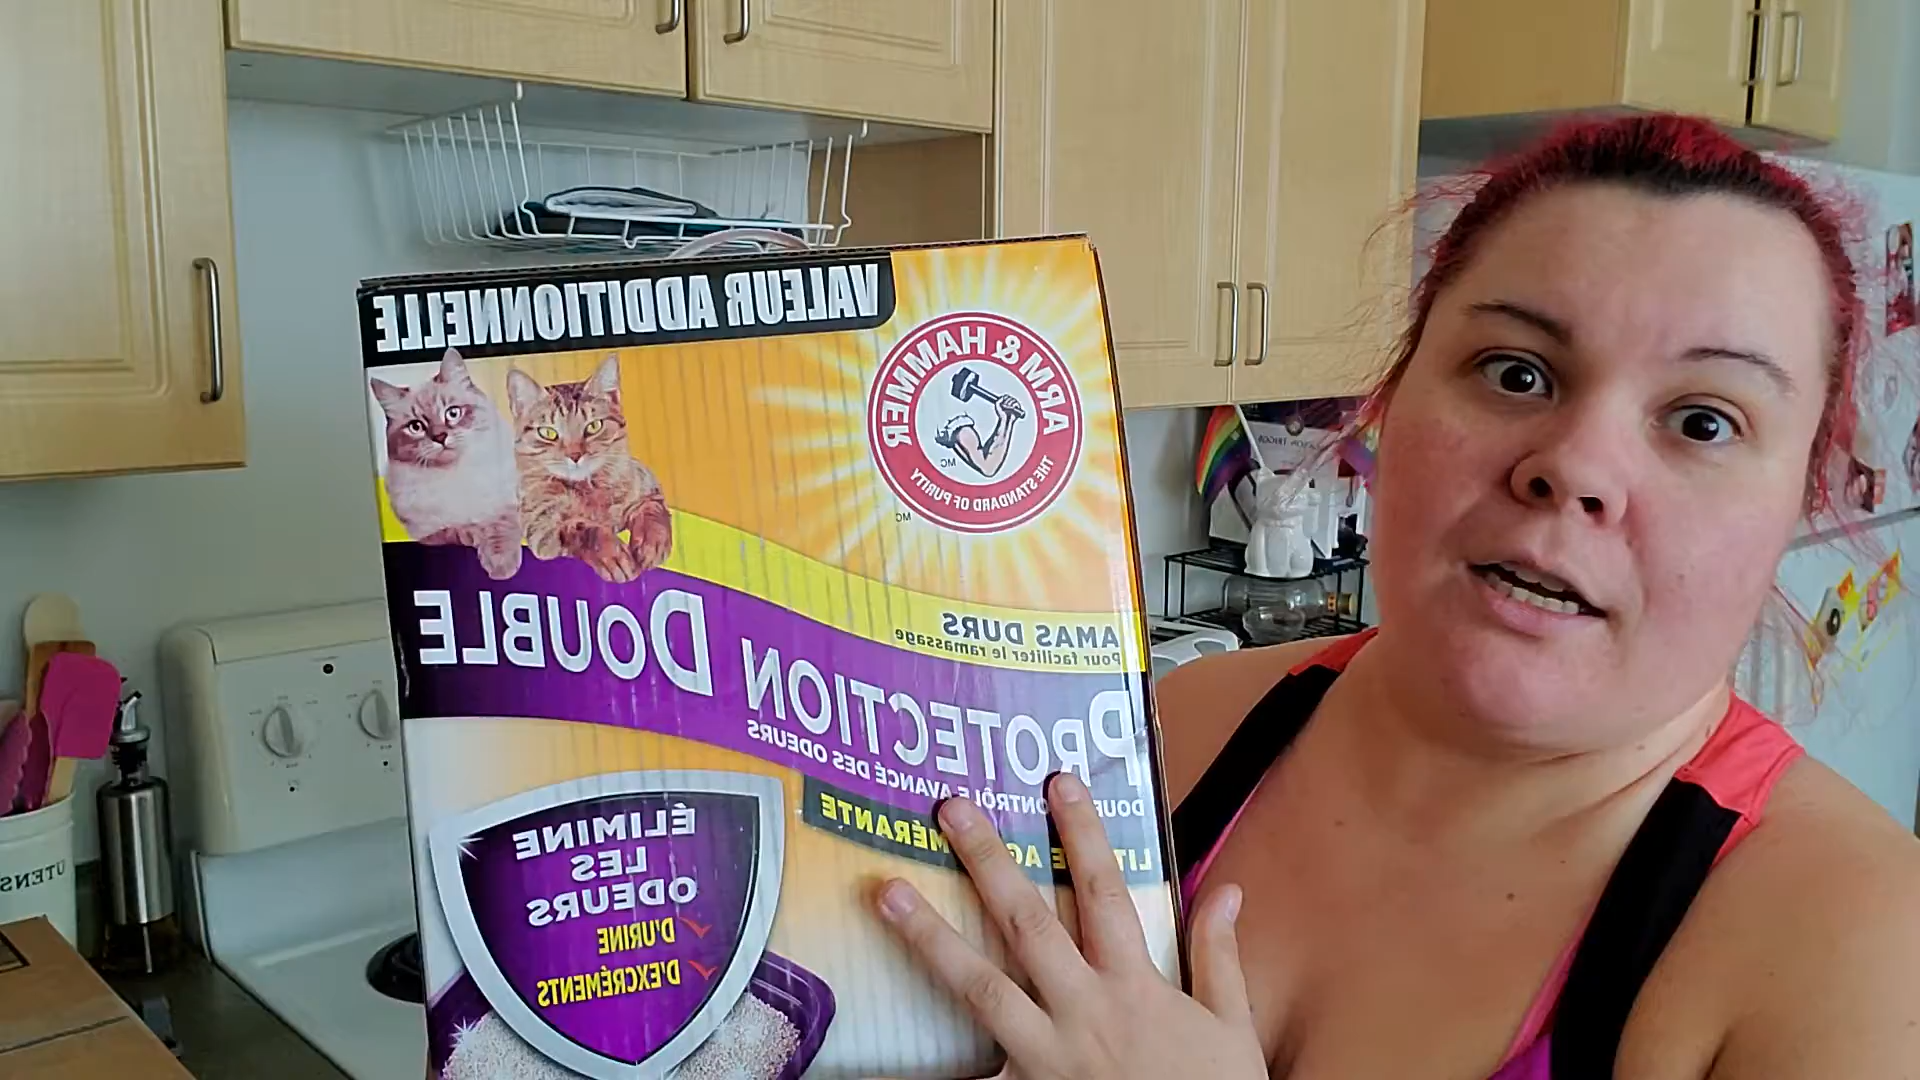 VALEUR ADDITIONNELLE
ARM & HAMMER
THE STANDARD OF PURITY
MC
MC
AMAS DURS
Pour faciliter le ramassage
PROTECTION DOUBLE
CONTRÔLE AVANCÉ DES ODEURS
ÉLIMINE
LES
ODEURS
D'URINE
D'EXCRÉMENTS
UTENS